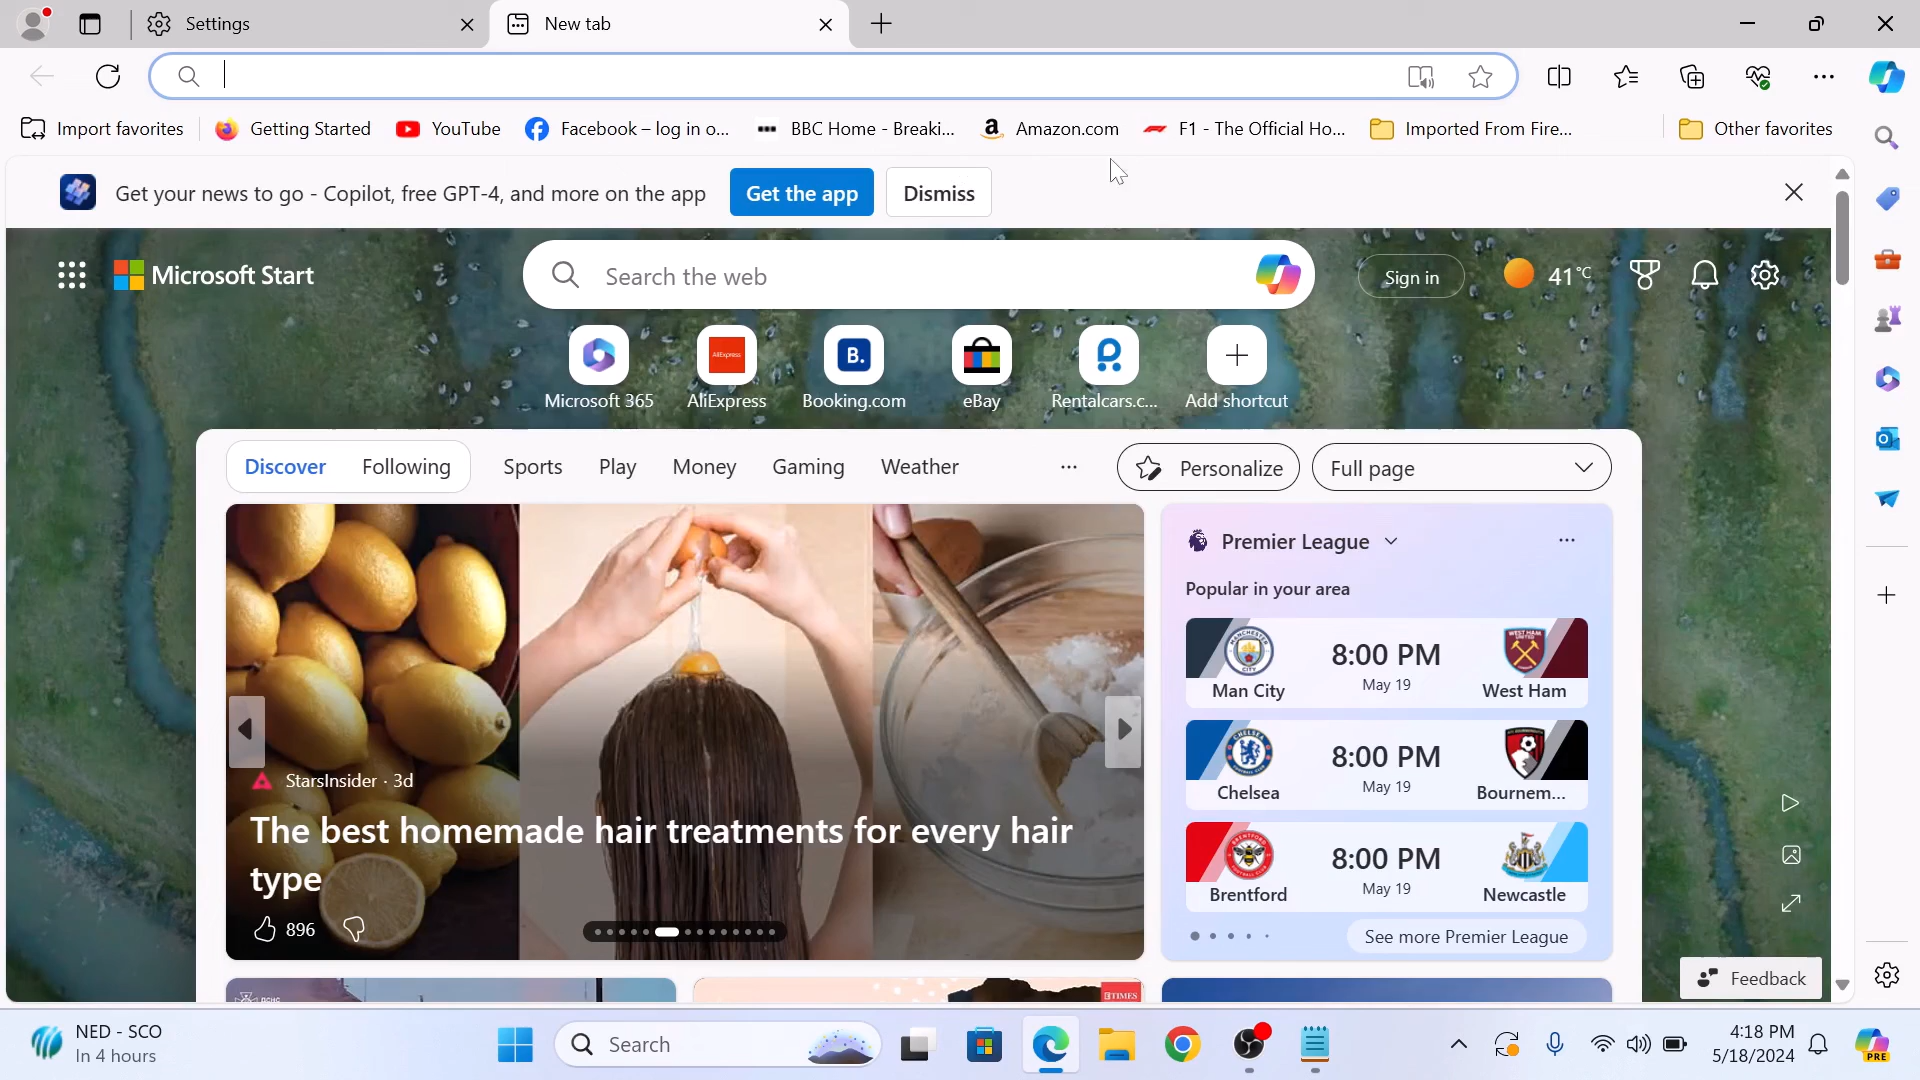 Settings
New tab
Import favorites
Getting Started
YouTube
Facebook – log in o...
BBC Home - Breaki...
Amazon.com
F1 - The Official Ho...
Imported From Fire...
Other favorites
Get your news to go - Copilot, free GPT-4, and more on the app
Get the app
Dismiss
Microsoft Start
Search the web
Sign in
41°C
Microsoft 365
AliExpress
Booking.com
eBay
Rentalcars.c...
Add shortcut
Discover
Following
Sports
Play
Money
Gaming
Weather
Personalize
Full page
StarsInsider · 3d
The best homemade hair treatments for every hair
type
896
Premier League
Popular in your area
8:00 PM
May 19
Man City
West Ham
8:00 PM
May 19
Chelsea
Bournem...
8:00 PM
May 19
Brentford
Newcastle
See more Premier League
Feedback
NED - SCO
In 4 hours
Search
4:18 PM
5/18/2024
PRE